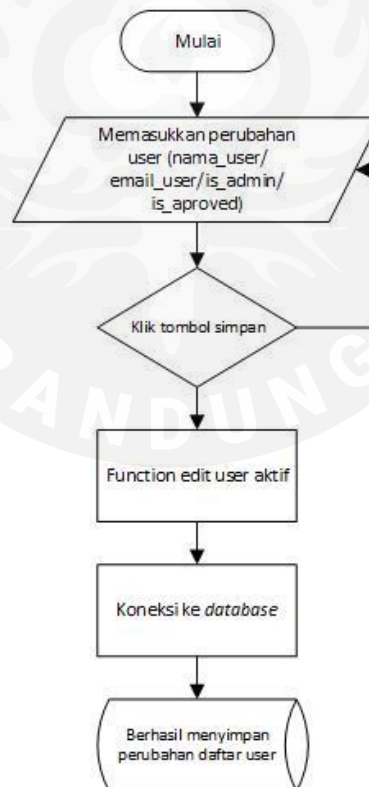 Mulai
Memasukkan perubahan
user (nama_user/
email_user/is_admin/
is_aproved)
Klik tombol simpan
PANDUNG
Function edit user aktif
Koneksi ke database
Berhasil menyimpan
perubahan daftar user